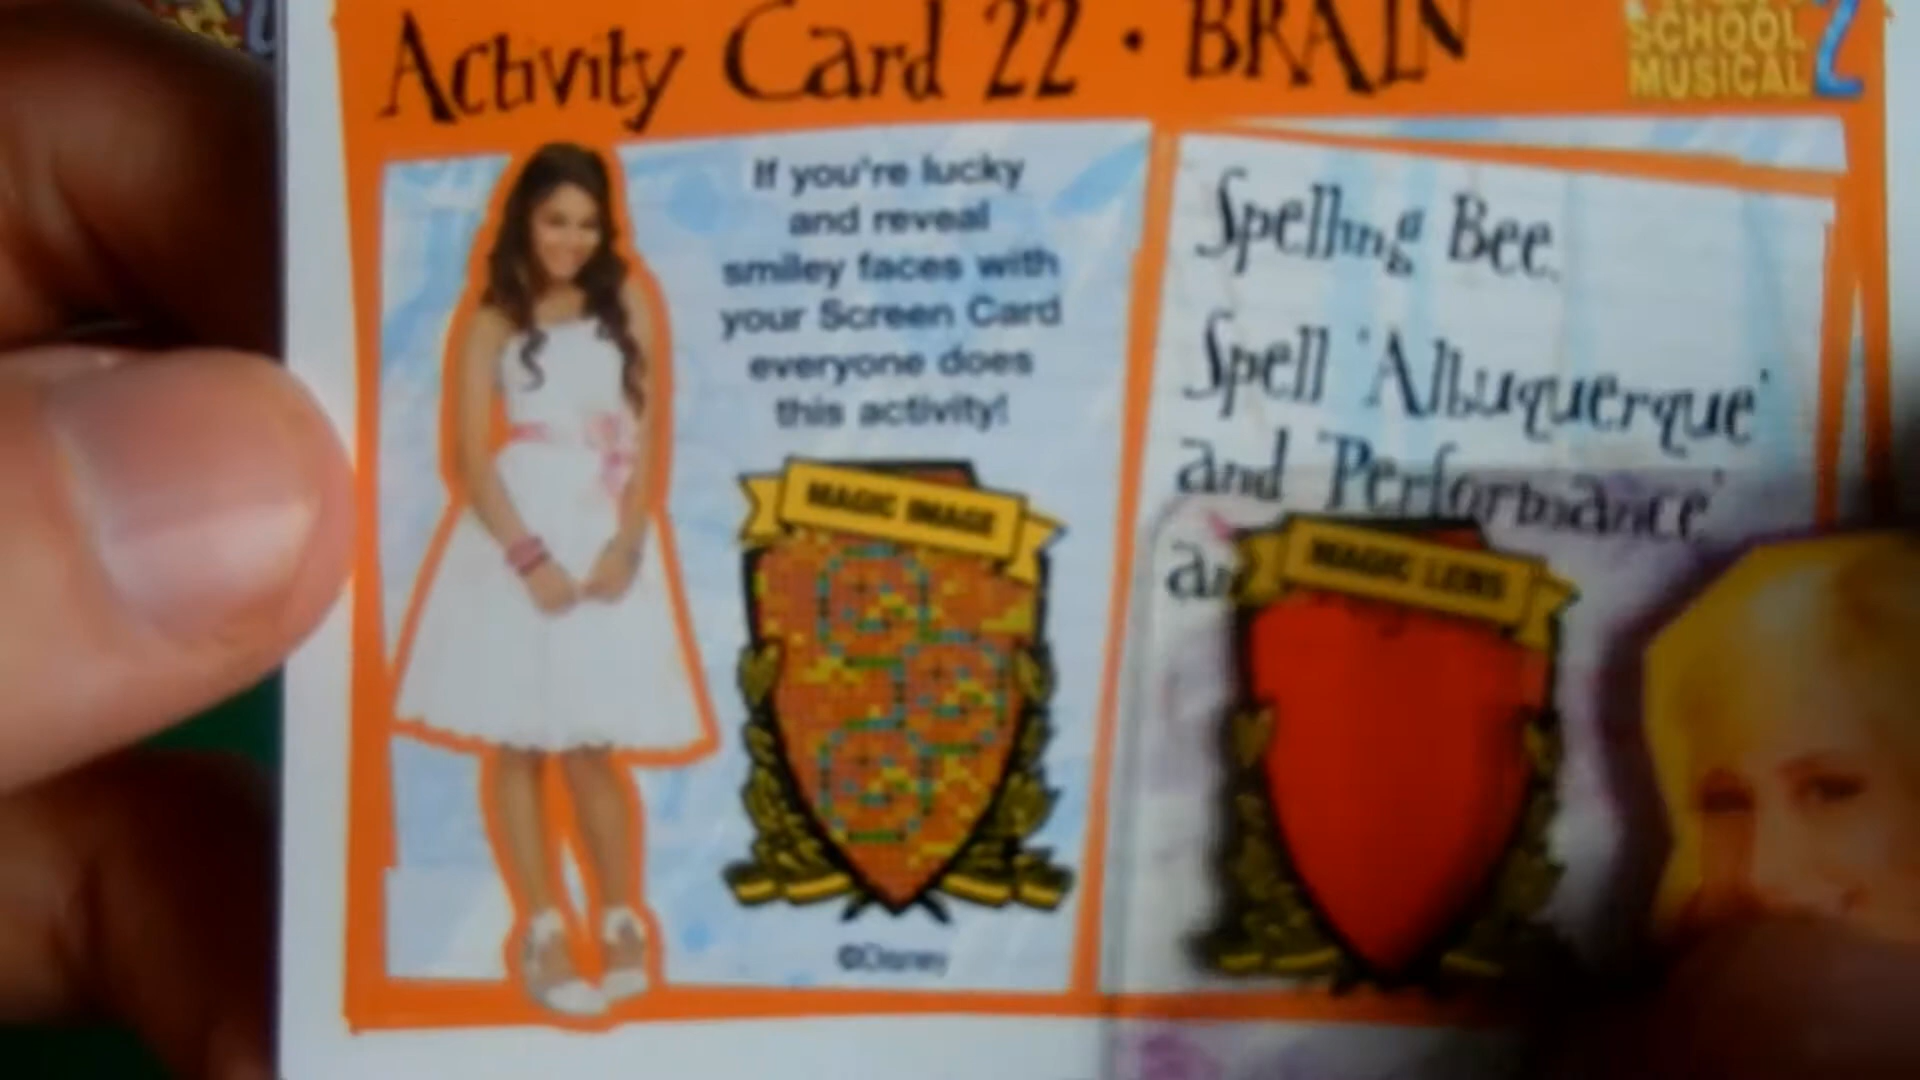 Activity Card 22 • BRAIN
SCHOOL
MUSICAL 2
If you're lucky
and reveal
smiley faces with
your Screen Card
everyone does
this activity!
MAGIC IMAGE
©Disney
Spelling Bee.
Spell 'Albuquerque'
and 'Performance'
MAGIC LENS